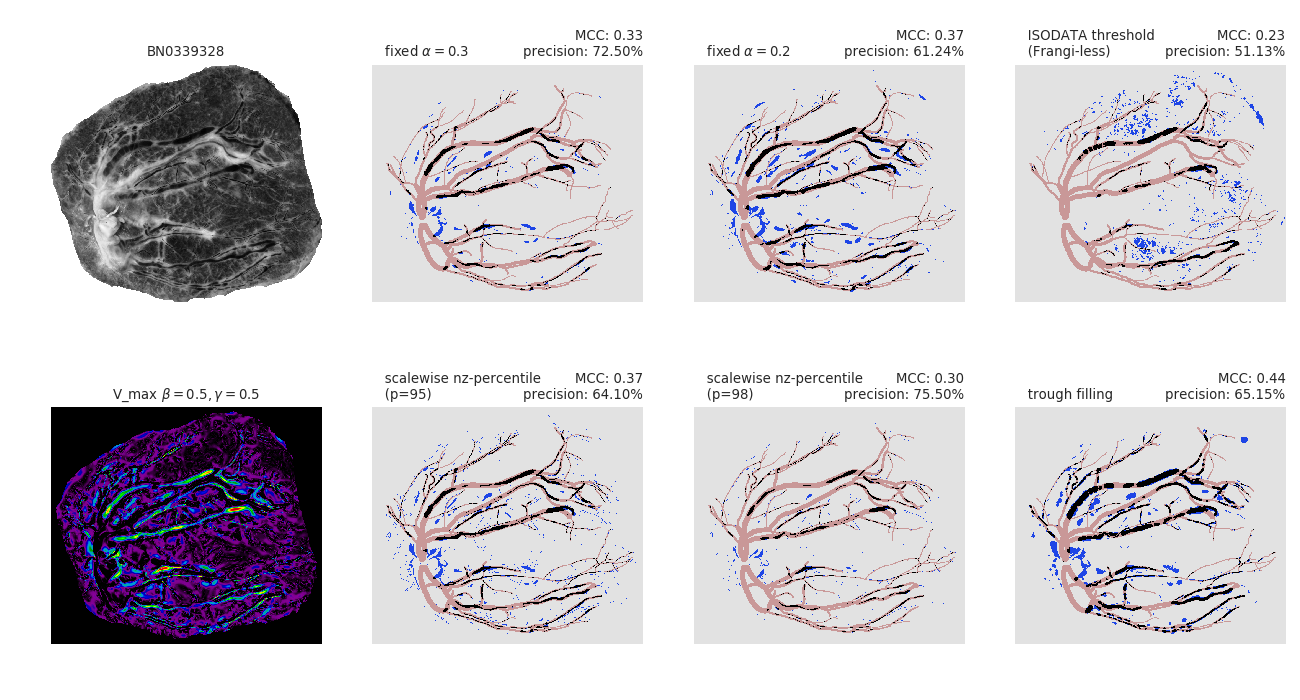 BN0339328
fixed α = 0.3
MCC: 0.33
precision: 72.50%
fixed α = 0.2
MCC: 0.37
precision: 61.24%
ISODATA threshold
(Frangi-less)
MCC: 0.23
precision: 51.13%
V_max β = 0.5, γ = 0.5
scalewise nz-percentile
(p=95)
MCC: 0.37
precision: 64.10%
scalewise nz-percentile
(p=98)
MCC: 0.30
precision: 75.50%
trough filling
MCC: 0.44
precision: 65.15%